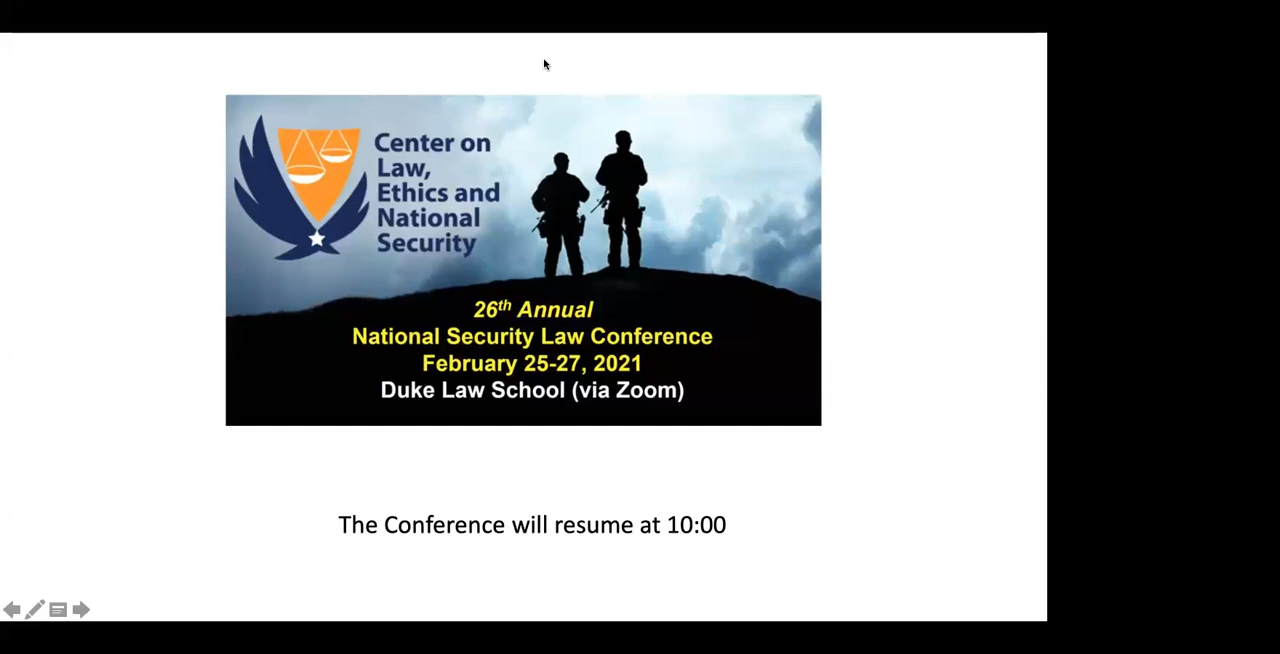 Center on
Law,
Ethics and
National
Security
26th Annual
National Security Law Conference
February 25-27, 2021
Duke Law School (via Zoom)
The Conference will resume at 10:00